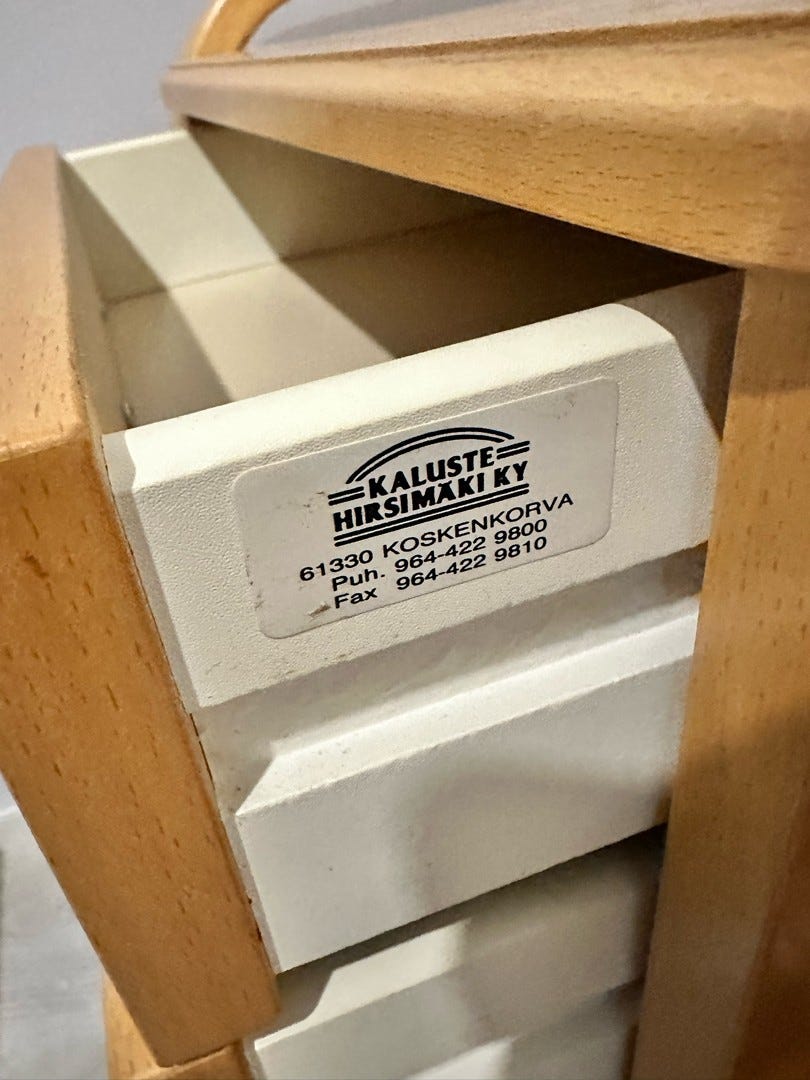 KALUSTE
HIRSIMÄKI KY
61330 KOSKENKORVA
Puh. 964-422 9800
Fax 964-422 9810